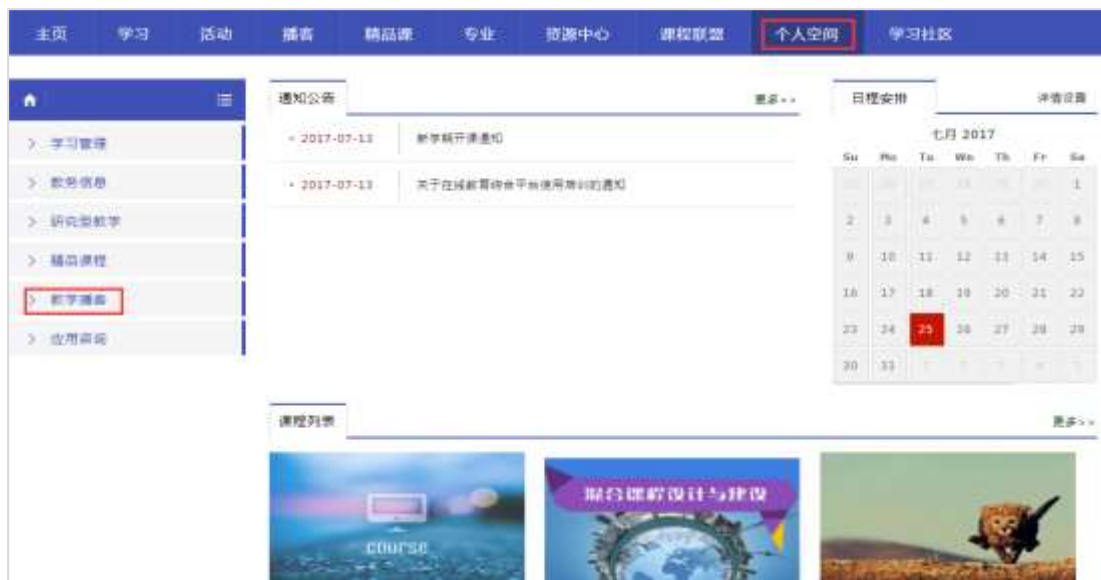 主页 学习 活动 播客 精品课 专业 资源中心 课程联盟 个人空间 学习社区
通知公告 更多>>
日程安排 详情设置
> 学习管理
> 教务信息
> 研究型教学
> 精品课程
> 教学播客
> 应用咨询
• 2017-07-13 新学期开课通知
• 2017-07-13 关于在线教育综合平台使用培训的通知
七月 2017
Su Mo Tu We Th Fr Sa
1
2 3 4 5 6 7 8
9 10 11 12 13 14 15
16 17 18 19 20 21 22
23 24 25 26 27 28 29
30 31
课程列表 更多>>
course
混合课程设计与建设